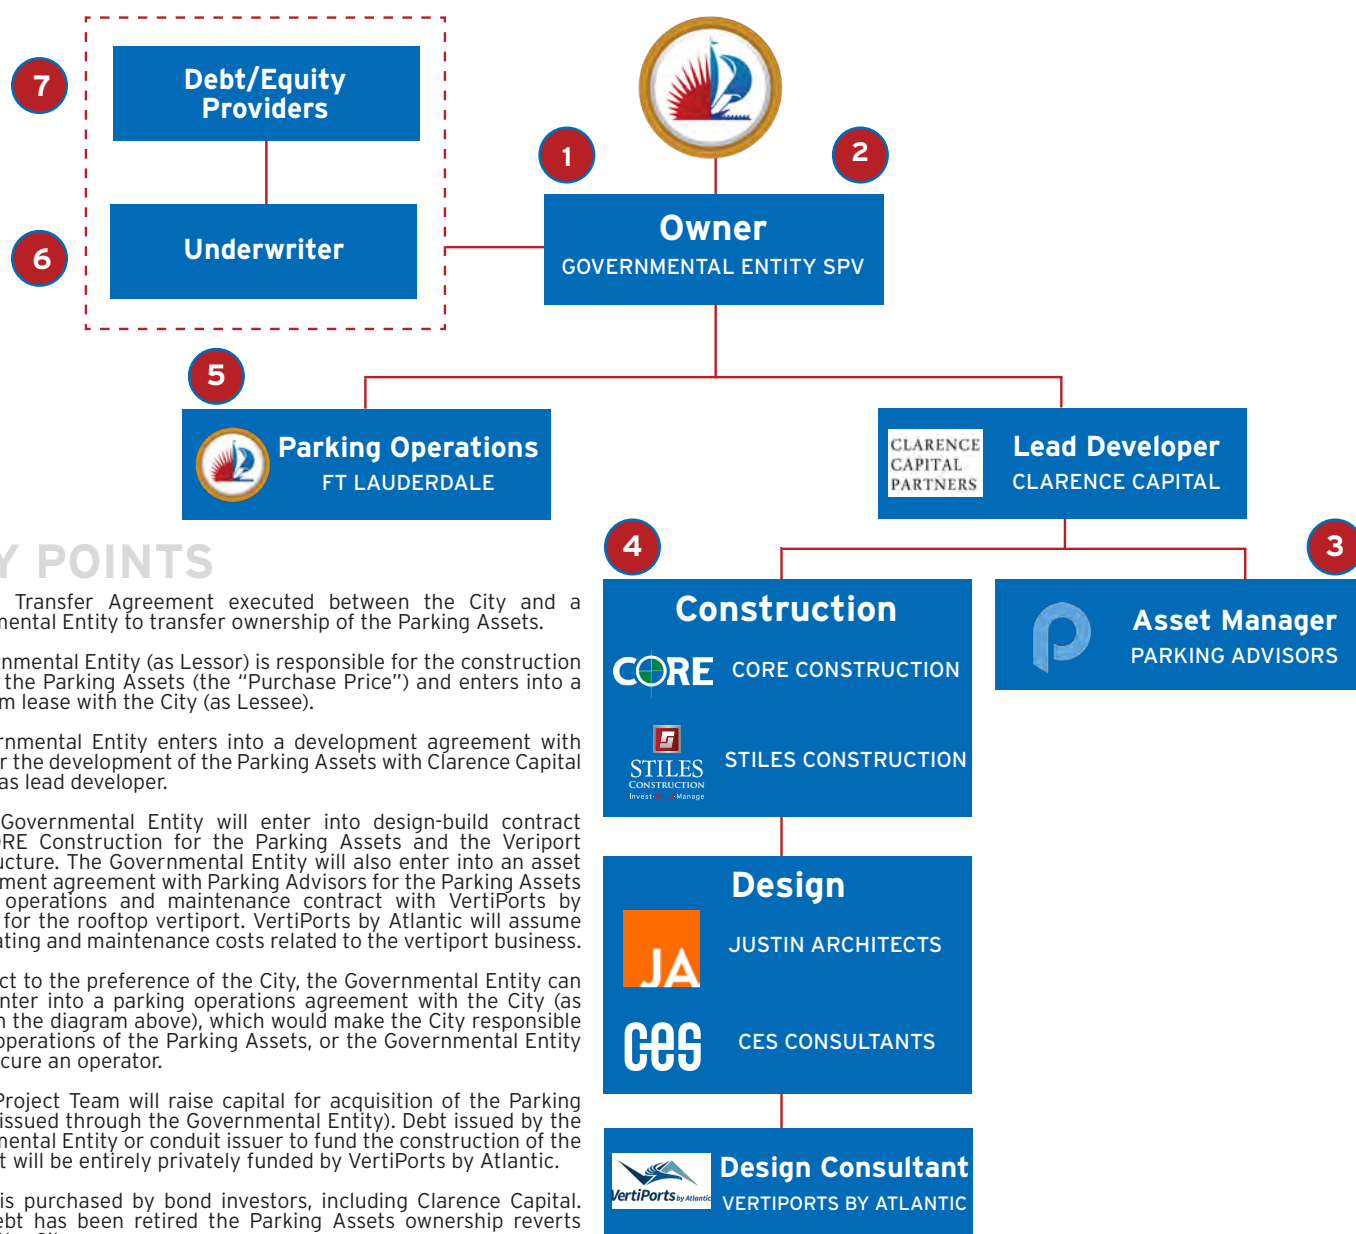 7
Debt/Equity
Providers
1
2
Owner
GOVERNMENTAL ENTITY SPV
6
Underwriter
5
Parking Operations
FT LAUDERDALE
CLARENCE
CAPITAL
PARTNERS
Lead Developer
CLARENCE CAPITAL
4
3
Construction
CORE
CORE CONSTRUCTION
STILES
CONSTRUCTION
Invest Manage
STILES CONSTRUCTION
Asset Manager
PARKING ADVISORS
Design
JA
JUSTIN ARCHITECTS
ces
CES CONSULTANTS
VertiPorts by Atlantic
Design Consultant
VERTIPORTS BY ATLANTIC
Y POINTS
Transfer Agreement executed between the City and a
mental Entity to transfer ownership of the Parking Assets.
rnmental Entity (as Lessor) is responsible for the construction
the Parking Assets (the “Purchase Price”) and enters into a
m lease with the City (as Lessee).
ernmental Entity enters into a development agreement with
r the development of the Parking Assets with Clarence Capital
as lead developer.
Governmental Entity will enter into design-build contract
ORE Construction for the Parking Assets and the Veriport
ucture. The Governmental Entity will also enter into an asset
ment agreement with Parking Advisors for the Parking Assets
operations and maintenance contract with VertiPorts by
for the rooftop vertiport. VertiPorts by Atlantic will assume
ating and maintenance costs related to the vertiport business.
ct to the preference of the City, the Governmental Entity can
nter into a parking operations agreement with the City (as
n the diagram above), which would make the City responsible
operations of the Parking Assets, or the Governmental Entity
cure an operator.
Project Team will raise capital for acquisition of the Parking
issued through the Governmental Entity). Debt issued by the
mental Entity or conduit issuer to fund the construction of the
t will be entirely privately funded by VertiPorts by Atlantic.
is purchased by bond investors, including Clarence Capital.
ebt has been retired the Parking Assets ownership reverts